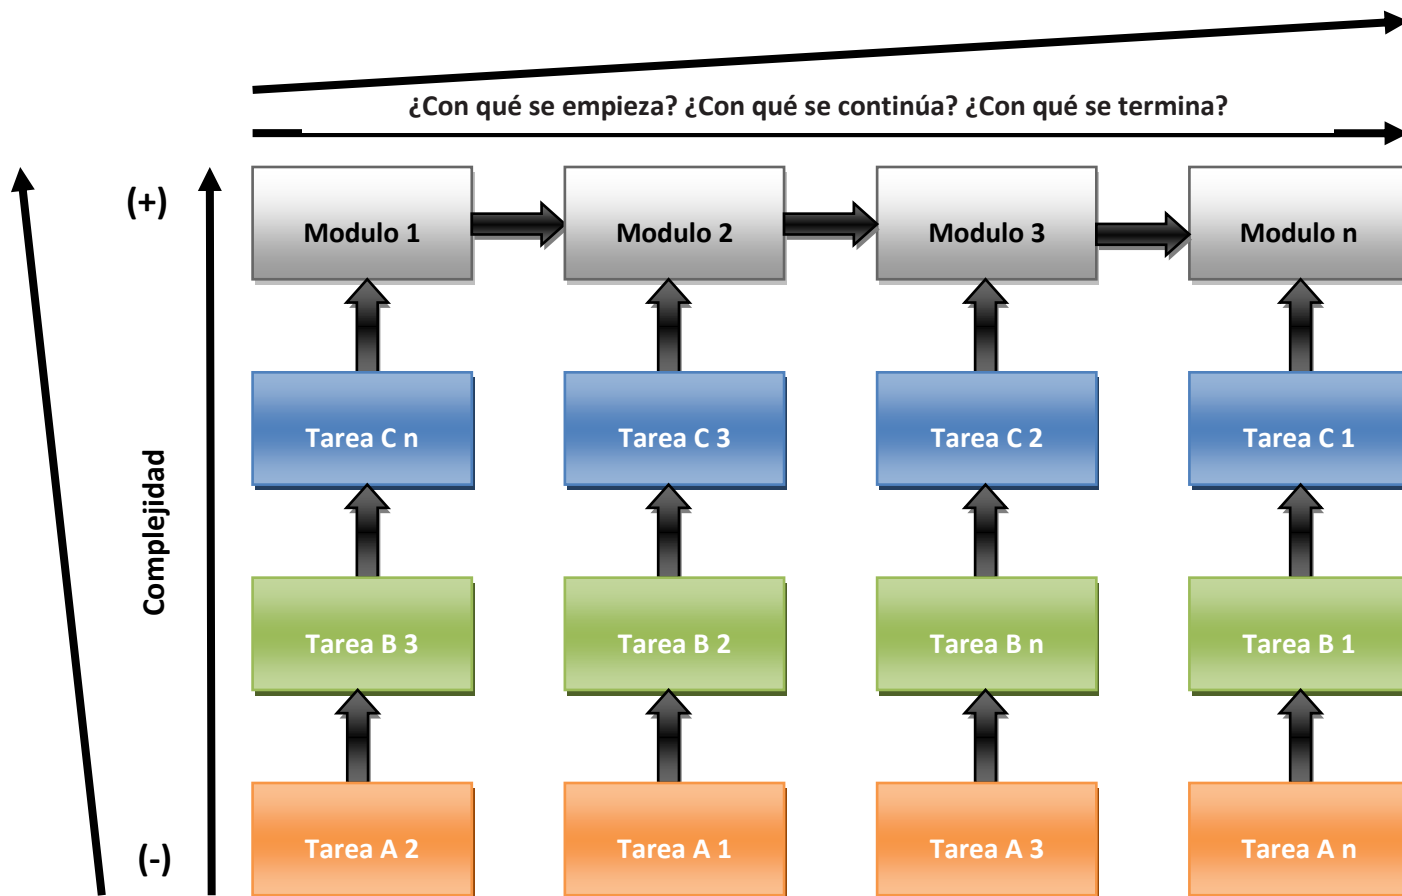 ¿Con qué se empieza? ¿Con qué se continúa? ¿Con qué se termina?
(+)
Modulo 1
Modulo 2
Modulo 3
Modulo n
Tarea C n
Tarea C 3
Tarea C 2
Tarea C 1
Complejidad
Tarea B 3
Tarea B 2
Tarea B n
Tarea B 1
(-)
Tarea A 2
Tarea A 1
Tarea A 3
Tarea A n